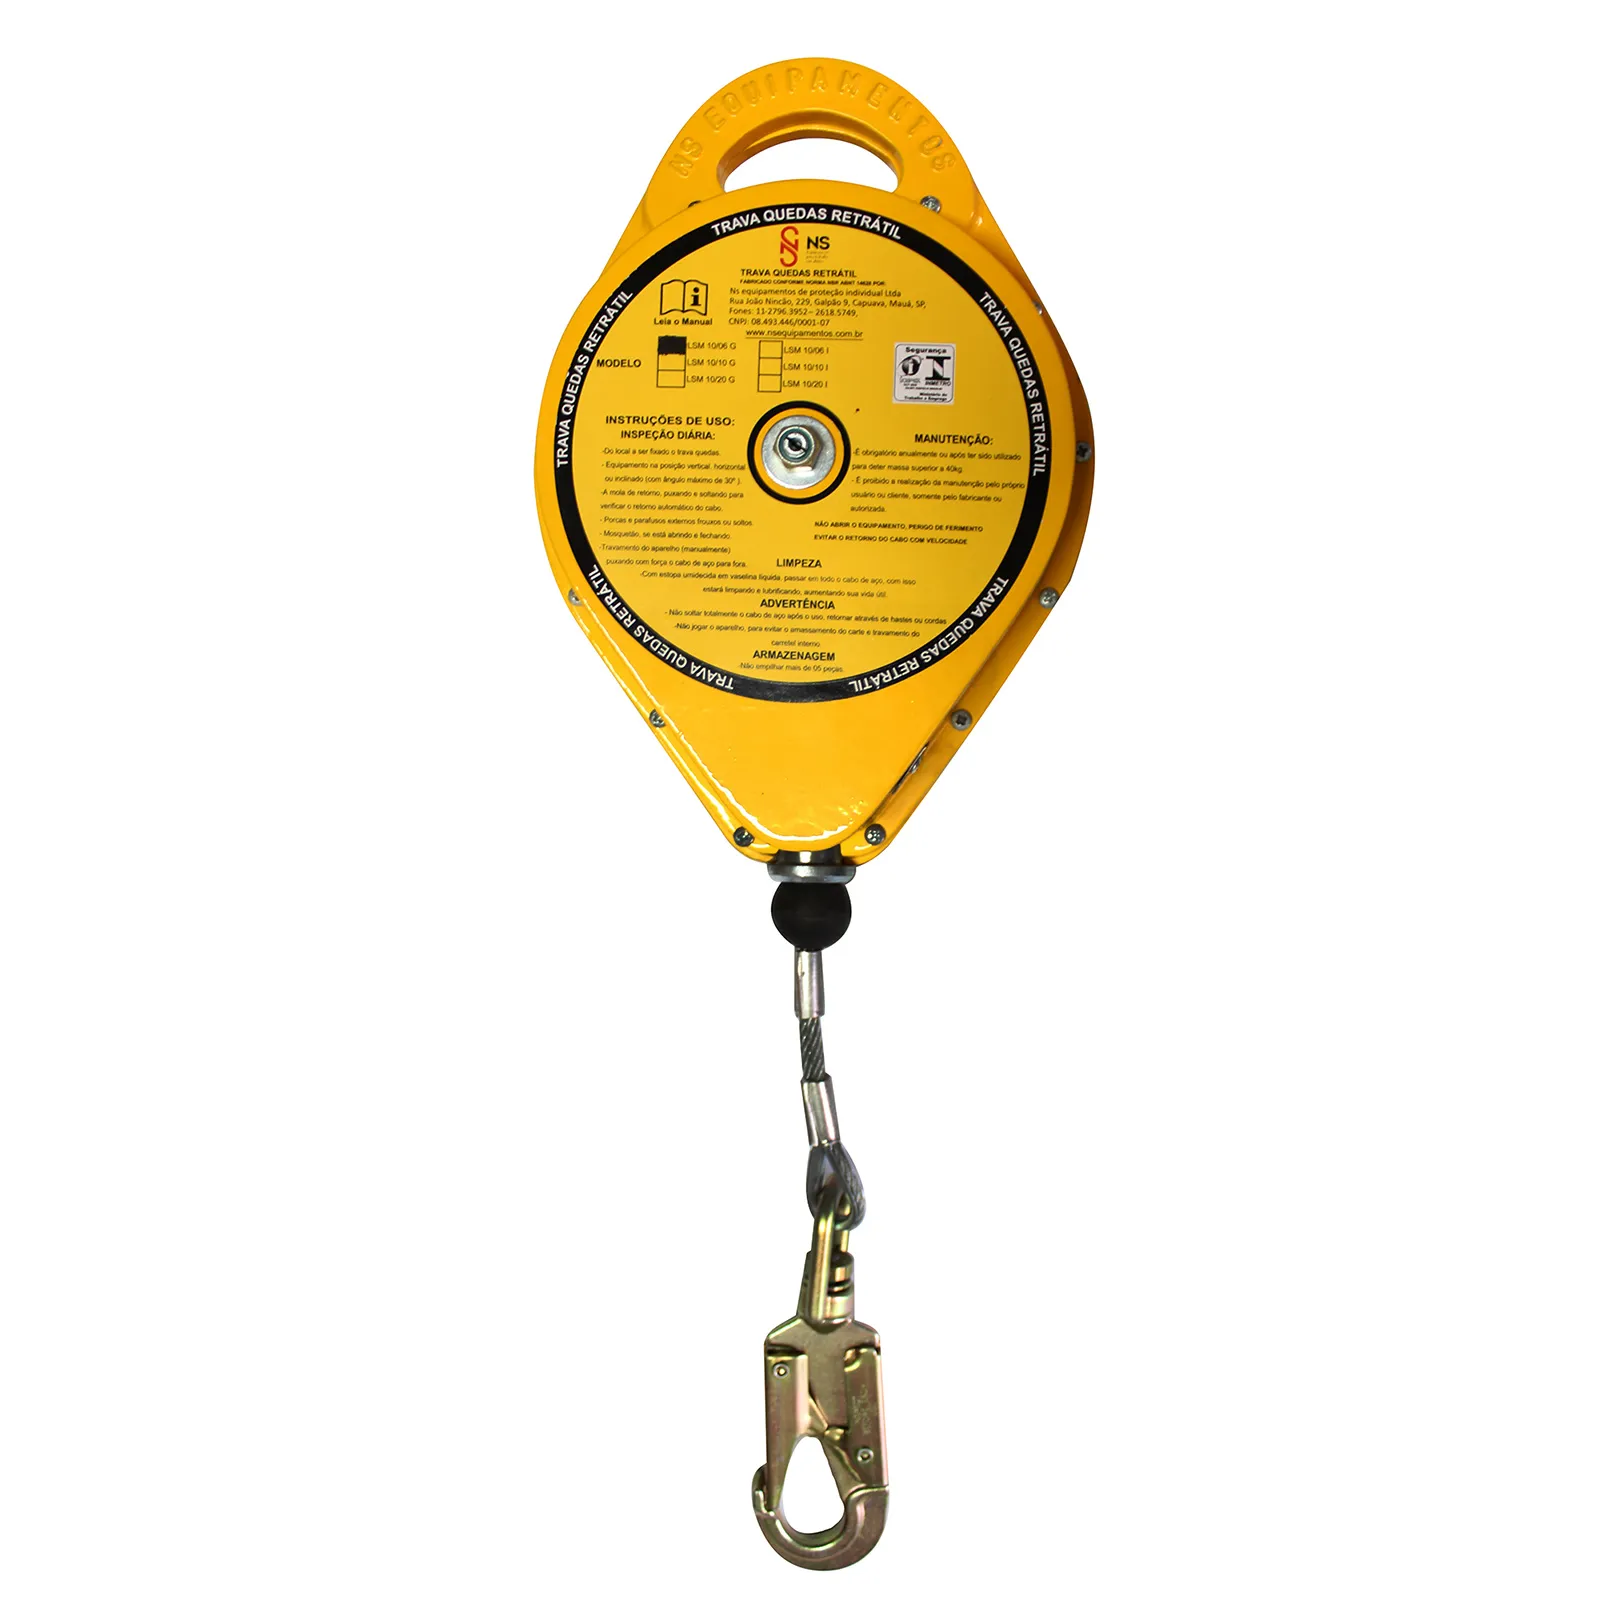 NS EQUIPAMENTOS
TRAVA QUEDAS RETRÁTIL
NS
TRAVA QUEDAS RETRÁTIL
FABRICADO CONFORME NORMA NBR ABNT 14628 POR:
Ns equipamentos de proteção individual Ltda
Rua João Nincão, 229, Galpão 9, Capuava, Mauá, SP,
Fones: 11-2796.3952– 2618.5749,
CNPJ: 08.493.446/0001-07
www.nsequipamentos.com.br
Leia o Manual
MODELO
LSM 10/06 G
LSM 10/10 G
LSM 10/20 G
LSM 10/06 I
LSM 10/10 I
LSM 10/20 I
Segurança
INMETRO
Ministério do
Trabalho e Emprego
INSTRUÇÕES DE USO:
INSPEÇÃO DIÁRIA:
-Do local a ser fixado o trava quedas.
- Equipamento na posição vertical, horizontal
ou inclinado (com ângulo máximo de 30º ).
-A mola de retorno, puxando e soltando para
verificar o retorno automático do cabo.
- Porcas e parafusos externos frouxos ou soltos.
- Mosquetão, se está abrindo e fechando.
-Travamento do aparelho (manualmente)
puxando com força o cabo de aço para fora.
MANUTENÇÃO:
-É obrigatório anualmente ou após ter sido utilizado
para deter massa superior a 40kg.
- É proibido a realização da manutenção pelo próprio
usuário ou cliente, somente pelo fabricante ou
autorizada.
NÃO ABRIR O EQUIPAMENTO, PERIGO DE FERIMENTO
EVITAR O RETORNO DO CABO COM VELOCIDADE
LIMPEZA
-Com estopa umidecida em vaselina líquida, passar em todo o cabo de aço, com isso
estará limpando e lubrificando, aumentando sua vida útil.
ADVERTÊNCIA
- Não soltar totalmente o cabo de aço após o uso, retornar através de hastes ou cordas
-Não jogar o aparelho, para evitar o amassamento do carte e travamento do
carretel interno
ARMAZENAGEM
-Não empilhar mais de 05 peças.
TRAVA QUEDAS RETRÁTIL
TRAVA QUEDAS RETRÁTIL
TRAVA QUEDAS RETRÁTIL
TRAVA QUEDAS RETRÁTIL